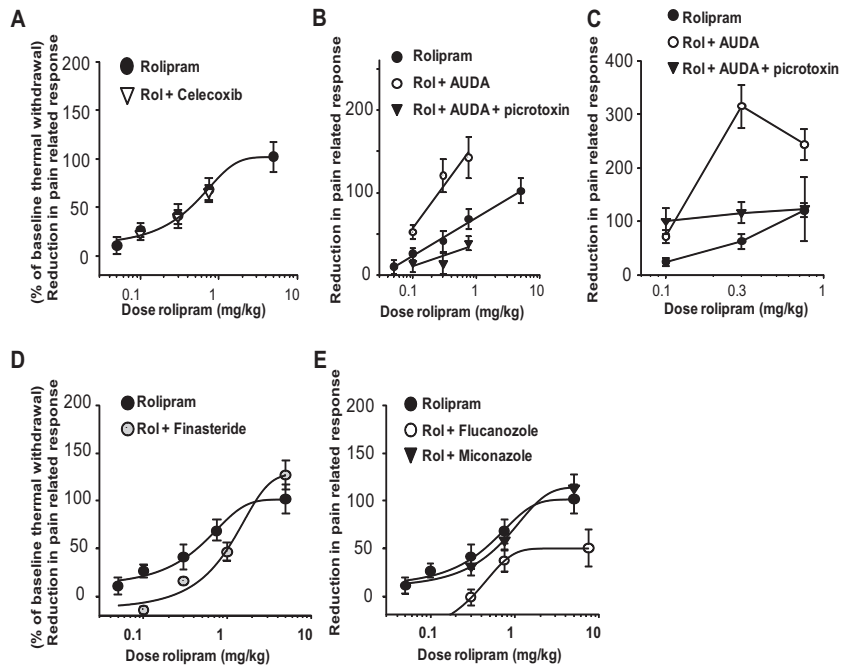 A
Rolipram
Rol + Celecoxib
(% of baseline thermal withdrawal)
Reduction in pain related response
200
150
100
50
0
0.1
1
10
Dose rolipram (mg/kg)
B
Rolipram
Rol + AUDA
Rol + AUDA + picrotoxin
Reduction in pain related response
200
100
0
0.1
1
10
Dose rolipram (mg/kg)
C
Rolipram
Rol + AUDA
Rol + AUDA + picrotoxin
Reduction in pain related response
400
300
200
100
0
0.1
0.3
1
Dose rolipram (mg/kg)
D
Rolipram
Rol + Finasteride
(% of baseline thermal withdrawal)
Reduction in pain related response
200
150
100
50
0
0.1
1
10
Dose rolipram (mg/kg)
E
Rolipram
Rol + Flucanozole
Rol + Miconazole
Reduction in pain related response
200
150
100
50
0
0.1
1
10
Dose rolipram (mg/kg)